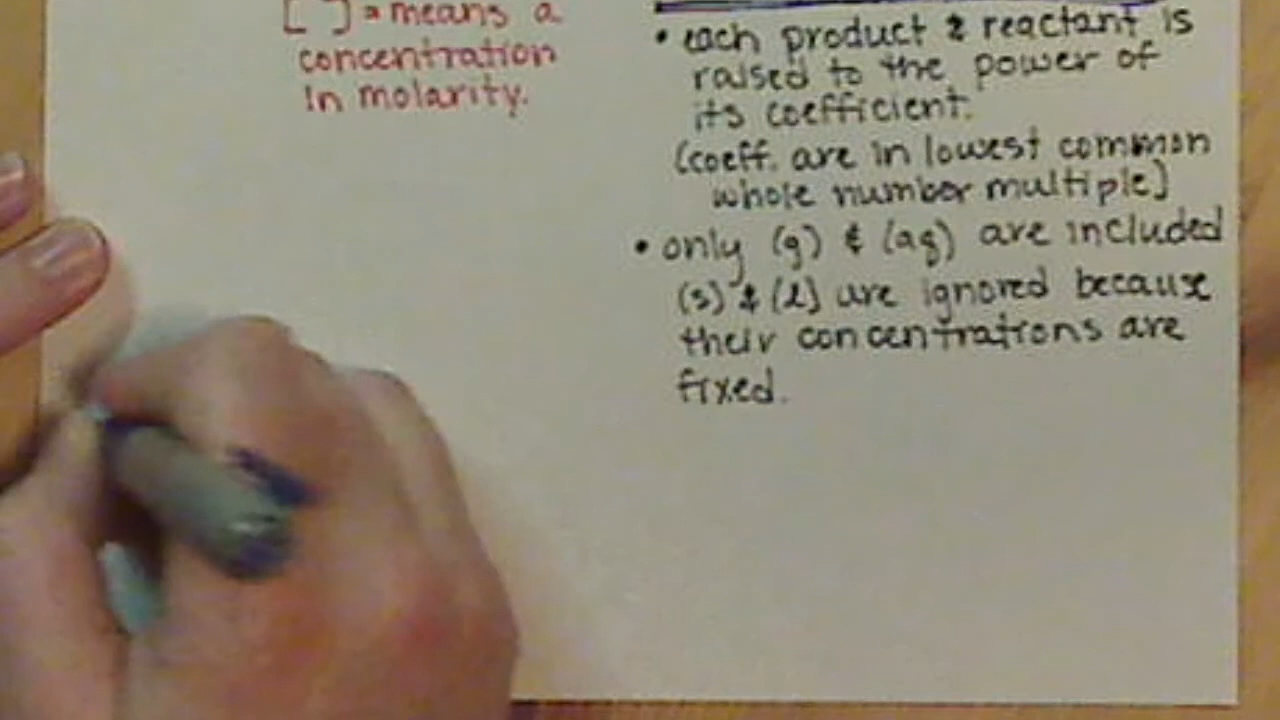 [ ] = means a
concentration
in molarity.
• each product & reactant is
raised to the power of
its coefficient.
(coeff. are in lowest common
whole number multiple)
• only (g) & (aq) are included
(s) & (l) are ignored because
their concentrations are
fixed.